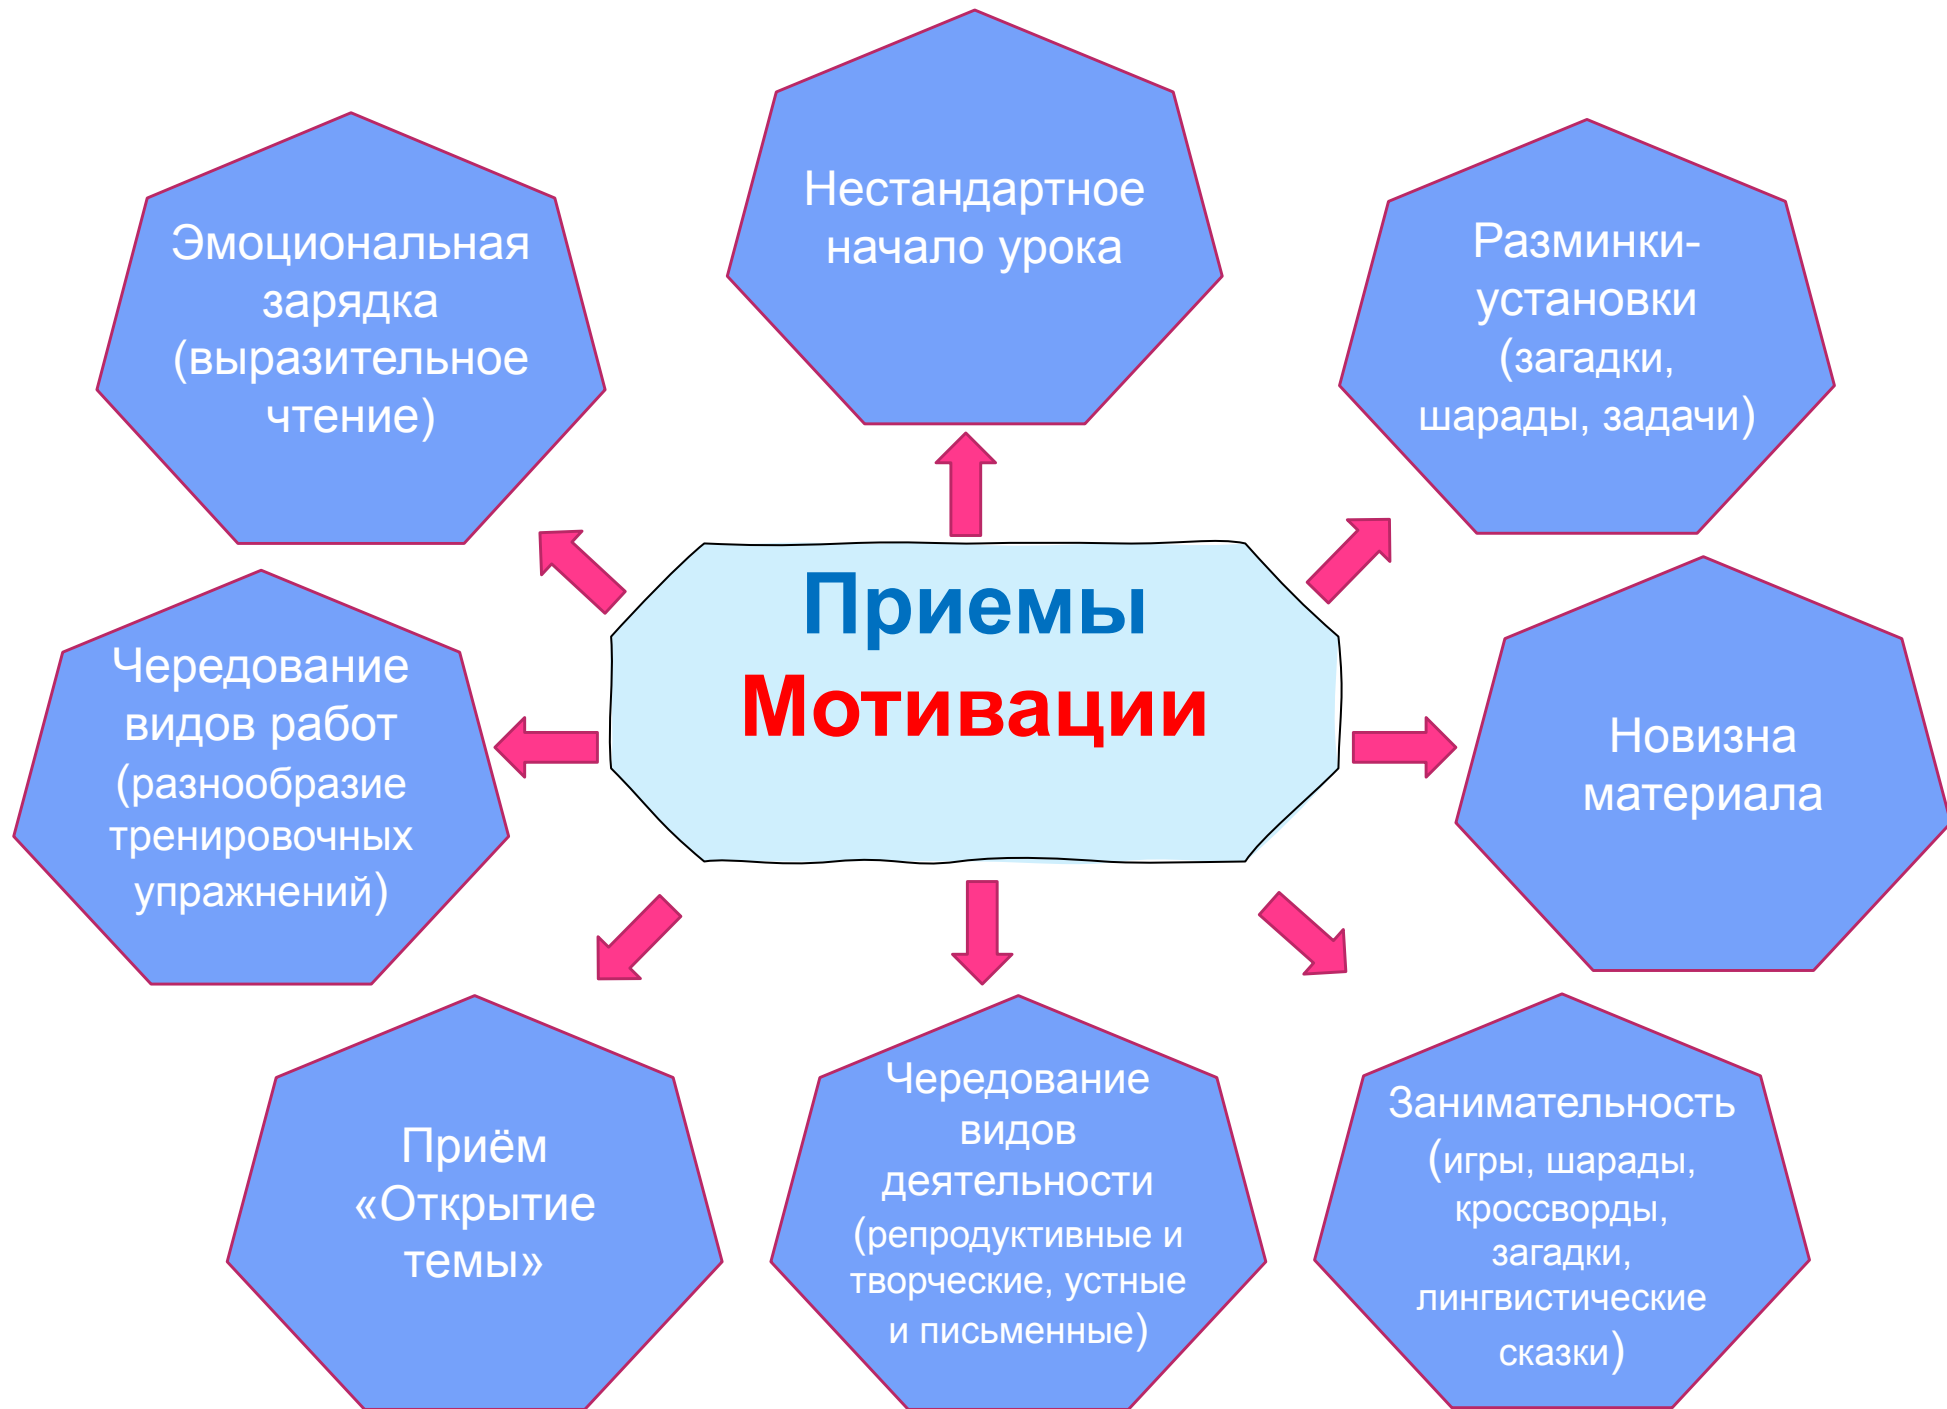 Нестандартное
начало урока
Эмоциональная
зарядка
(выразительное
чтение)
Разминки-
установки
(загадки,
шарады, задачи)
Приемы
Мотивации
Чередование
видов работ
(разнообразие
тренировочных
упражнений)
Новизна
материала
Приём
«Открытие
темы»
Чередование
видов
деятельности
(репродуктивные и
творческие, устные
и письменные)
Занимательность
(игры, шарады,
кроссворды,
загадки,
лингвистические
сказки)